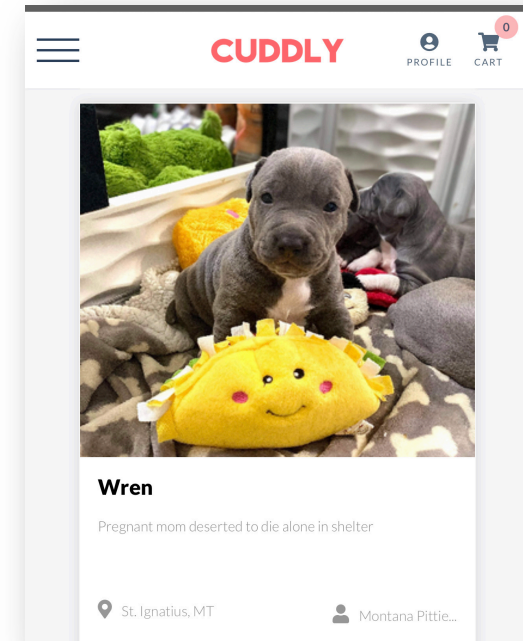 CUDDLY
0
PROFILE
CART
Wren
Pregnant mom deserted to die alone in shelter
St. Ignatius, MT
Montana Pittie...